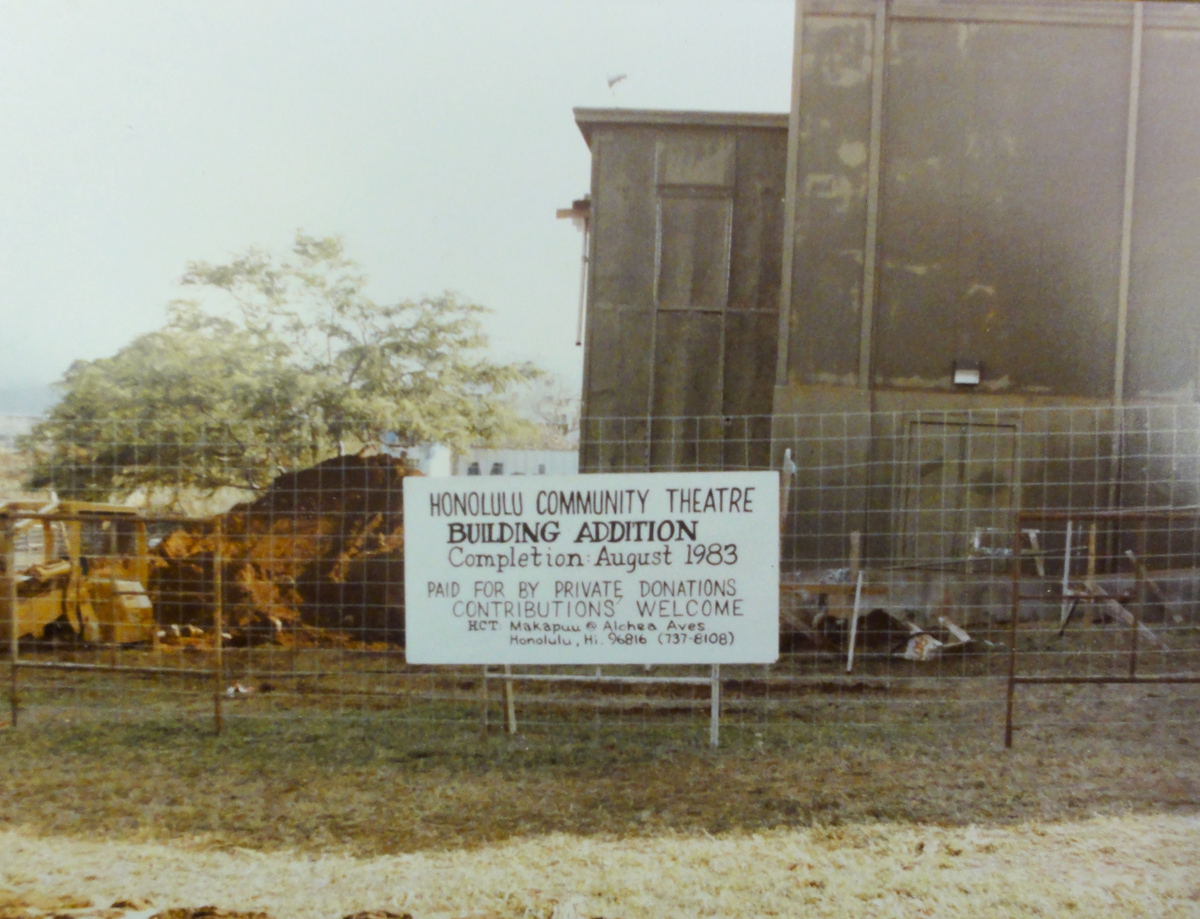 HONOLULU COMMUNITY THEATRE
BUILDING ADDITION
Completion: August 1983
PAID FOR BY PRIVATE DONATIONS
CONTRIBUTIONS WELCOME
HCT: Makapuu @ Alohea Aves
Honolulu, Hi. 96816 (737-8108)